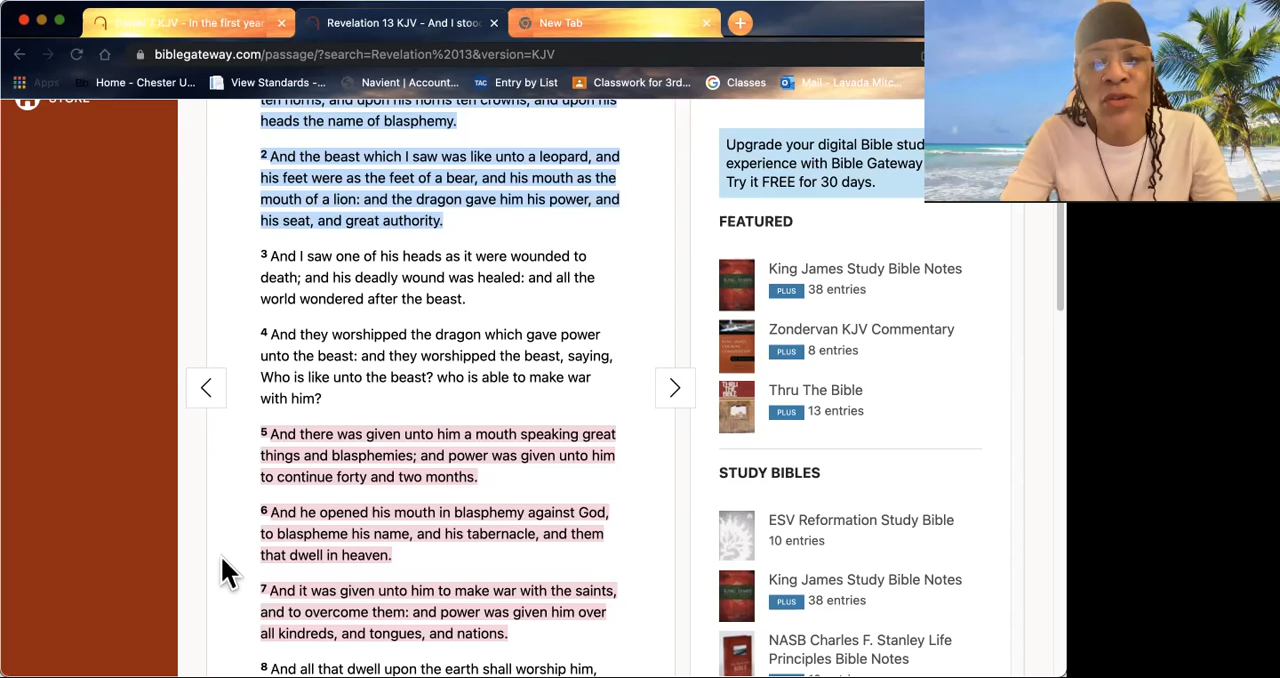 7 KJV - In the first year
Revelation 13 KJV - And I stoo
New Tab
biblegateway.com/passage/?search=Revelation%2013&version=KJV
Apps
Home - Chester U...
View Standards -...
Navient | Account...
TAC Entry by List
Classwork for 3rd...
Classes
Mail - Lavada Mitc...
STORE
ten horns, and upon his horns ten crowns, and upon his
heads the name of blasphemy.
2 And the beast which I saw was like unto a leopard, and
his feet were as the feet of a bear, and his mouth as the
mouth of a lion: and the dragon gave him his power, and
his seat, and great authority.
3 And I saw one of his heads as it were wounded to
death; and his deadly wound was healed: and all the
world wondered after the beast.
4 And they worshipped the dragon which gave power
unto the beast: and they worshipped the beast, saying,
Who is like unto the beast? who is able to make war
with him?
5 And there was given unto him a mouth speaking great
things and blasphemies; and power was given unto him
to continue forty and two months.
6 And he opened his mouth in blasphemy against God,
to blaspheme his name, and his tabernacle, and them
that dwell in heaven.
7 And it was given unto him to make war with the saints,
and to overcome them: and power was given him over
all kindreds, and tongues, and nations.
8 And all that dwell upon the earth shall worship him,
Upgrade your digital Bible stud
experience with Bible Gateway
Try it FREE for 30 days.
FEATURED
King James Study Bible Notes
PLUS 38 entries
Zondervan KJV Commentary
PLUS 8 entries
Thru The Bible
PLUS 13 entries
STUDY BIBLES
ESV Reformation Study Bible
10 entries
King James Study Bible Notes
PLUS 38 entries
NASB Charles F. Stanley Life
Principles Bible Notes